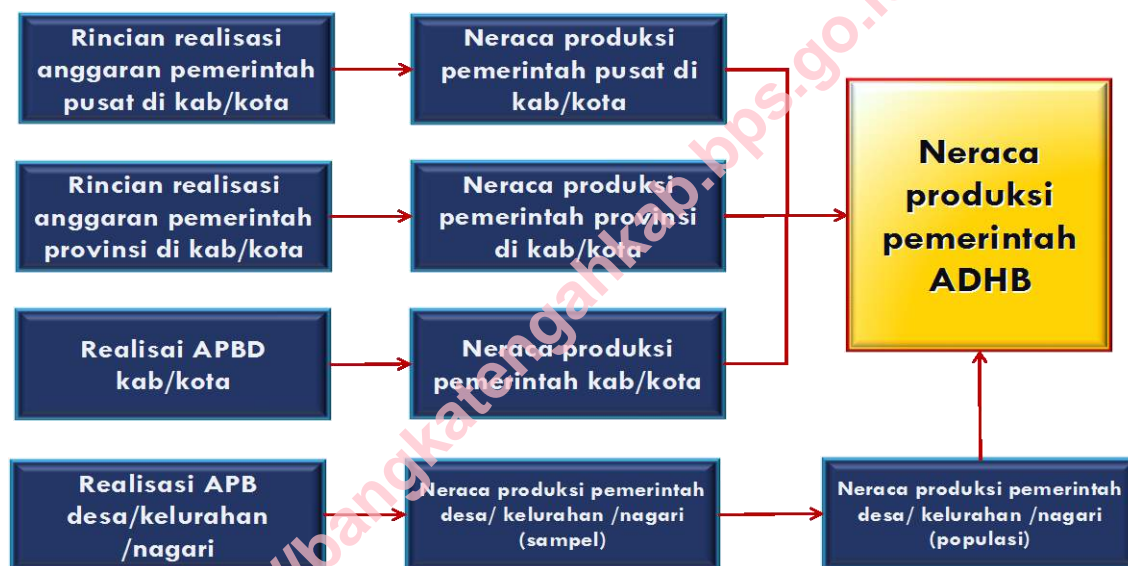 Rincian realisasi
anggaran pemerintah
pusat di kab/kota
Neraca produksi
pemerintah pusat di
kab/kota
Rincian realisasi
anggaran pemerintah
provinsi di kab/kota
Neraca produksi
pemerintah provinsi
di kab/kota
Neraca
produksi
pemerintah
ADHB
Realisai APBD
kab/kota
Neraca produksi
pemerintah kab/kota
Realisasi APB
desa/kelurahan
/nagari
Neraca produksi pemerintah
desa/ kelurahan /nagari
(sampel)
Neraca produksi pemerintah
desa/ kelurahan /nagari
(populasi)
//bangkatengahkab.bps.go.